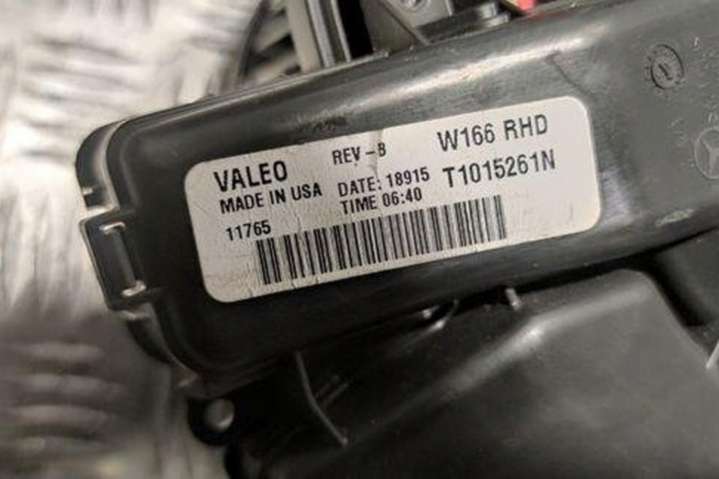 VALEO REV-B W166 RHD
MADE IN USA DATE: 18915 T1015261N
11765 TIME 06:40